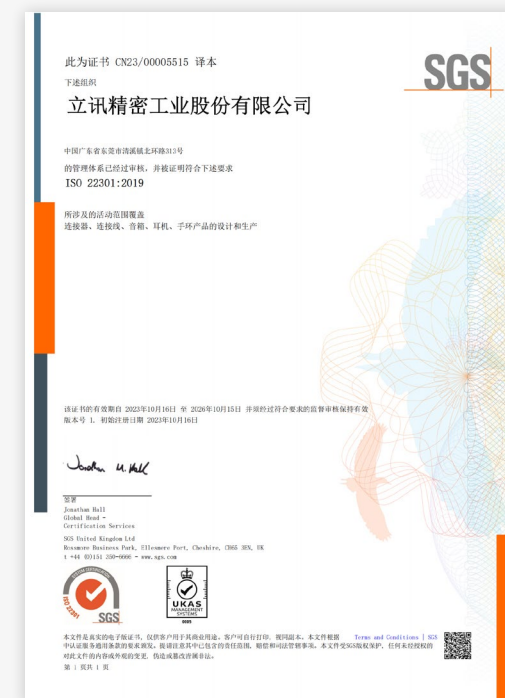 此为证书 CN23/00005515 译本
SGS
下述组织
立讯精密工业股份有限公司
中国广东省东莞市清溪镇北环路313号
的管理体系已经过审核，并被证明符合下述要求
ISO 22301:2019
所涉及的活动范围覆盖
连接器、连接线、音箱、耳机、手环产品的设计和生产
该证书的有效期自 2023年10月16日 至 2026年10月15日 并须经过符合要求的监督审核保持有效
版本号 1. 初始注册日期 2023年10月16日
Jonathan M. Hall
签署
Jonathan Hall
Global Head -
Certification Services
SGS United Kingdom Ltd
Rossmore Business Park, Ellesmere Port, Cheshire, CH65 3EN, UK
t +44 (0)151 350-6666 - www.sgs.com
SYSTEM CERTIFICATION
ISO 22301
SGS
UKAS
MANAGEMENT
SYSTEMS
0005
本文件是真实的电子版证书，仅供客户用于其商业用途。客户可自行打印，视同副本。本文件根据 Terms and Conditions | SGS
中认证服务通用条款的要求颁发。提请注意其中已包含的责任范围、赔偿和司法管辖事项。本文件受SGS版权保护，任何未经授权的
对此文件的内容或外观的变更、伪造或篡改皆属非法。
第 1 页共 1 页